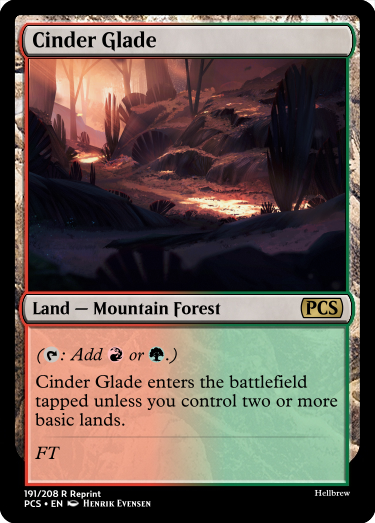 Cinder Glade
Land — Mountain Forest
PCS
(: Add or .)
Cinder Glade enters the battlefield
tapped unless you control two or more
basic lands.
FT
191/208 R Reprint
Hellbrew
PCS • EN Henrik Evensen